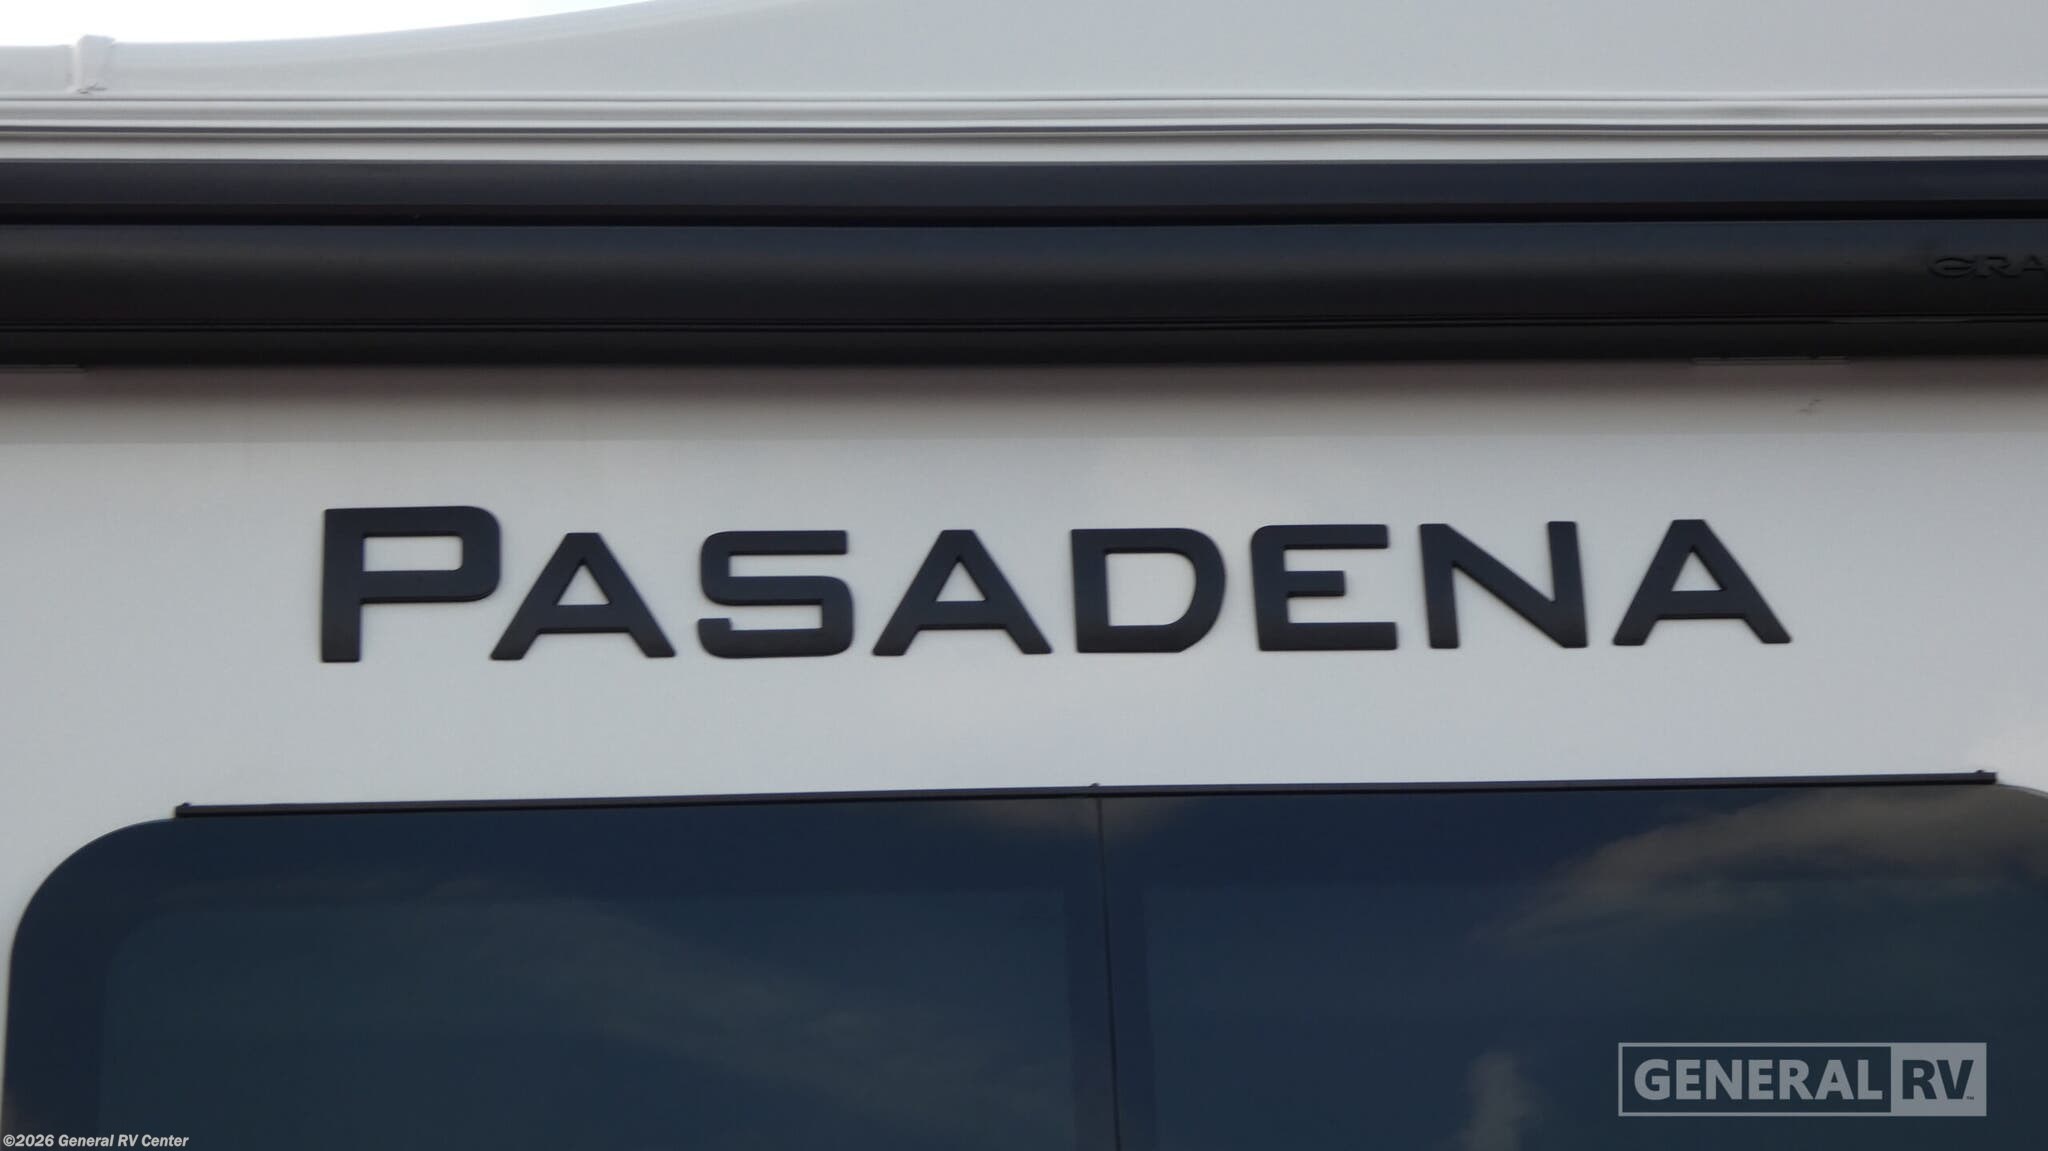 PASADENA
GENERAL RV
©2026 General RV Center